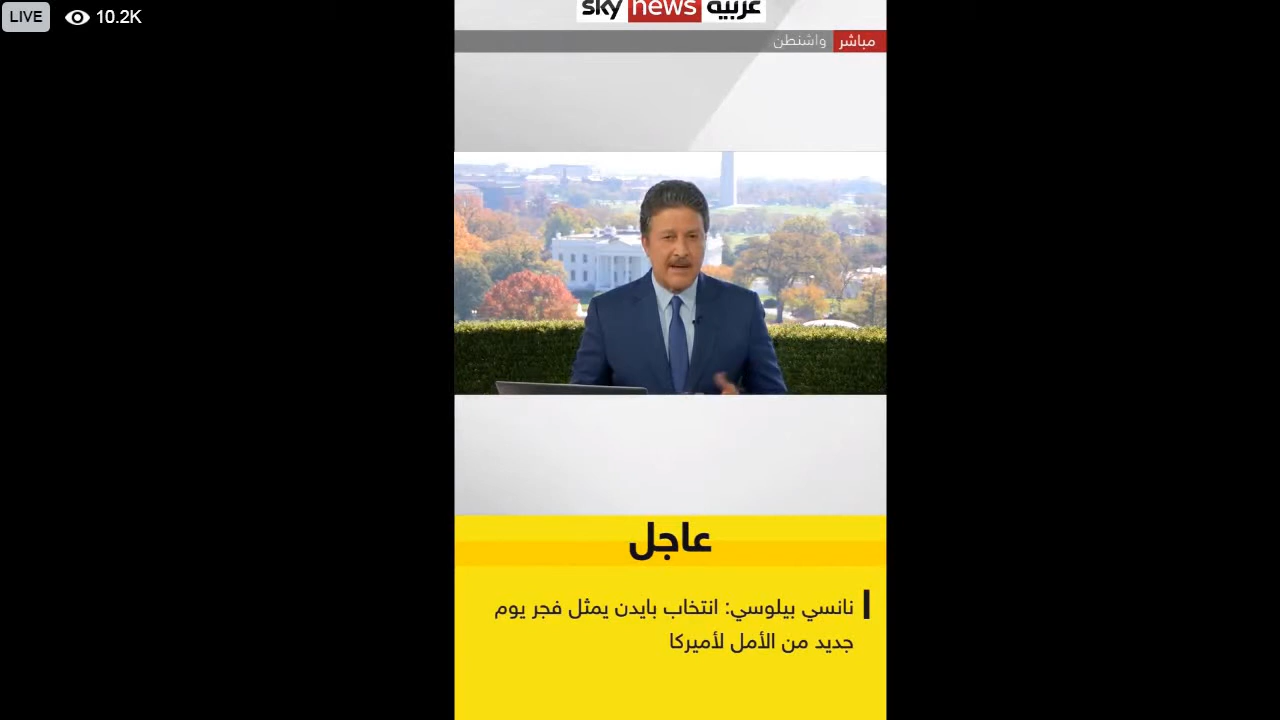 LIVE 10.2K
sky news عربية
مباشر واشنطن
عاجل
نانسي بيلوسي: انتخاب بايدن يمثل فجر يوم
جديد من الأمل لأميركا